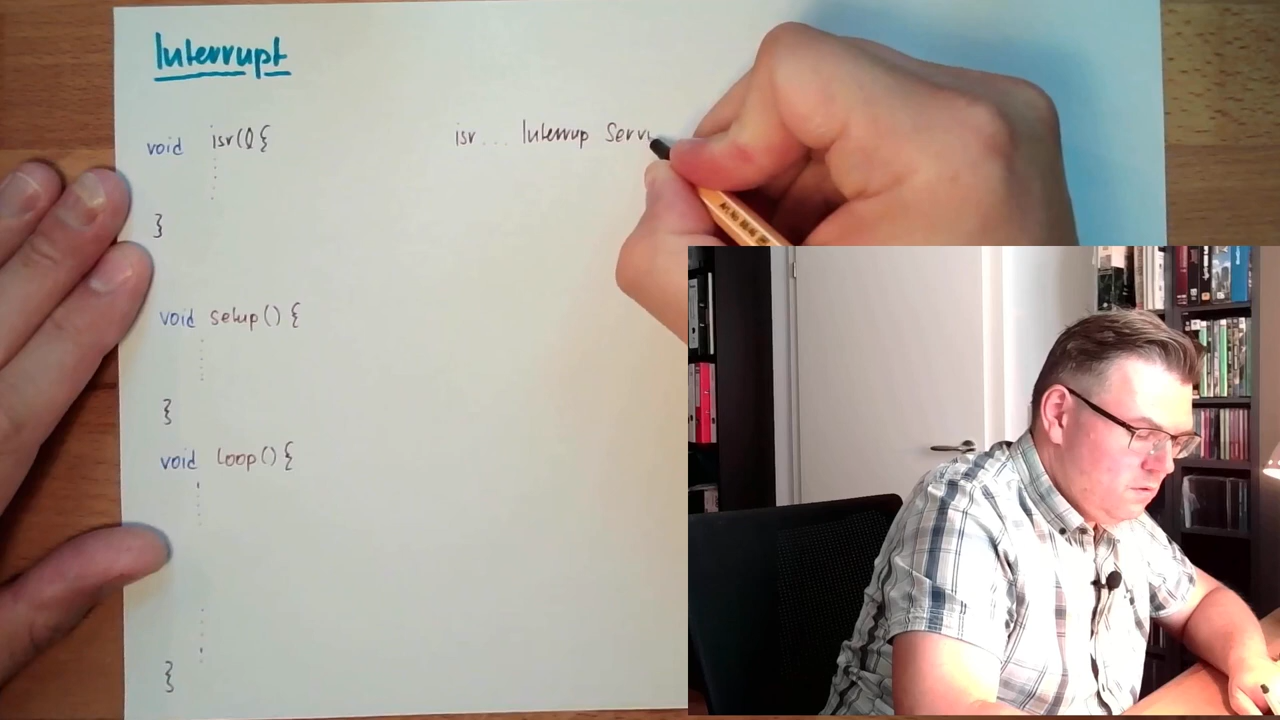 Interrupt
void isr(){ isr... Interrup Serv
}
void setup(){
}
void loop(){
}